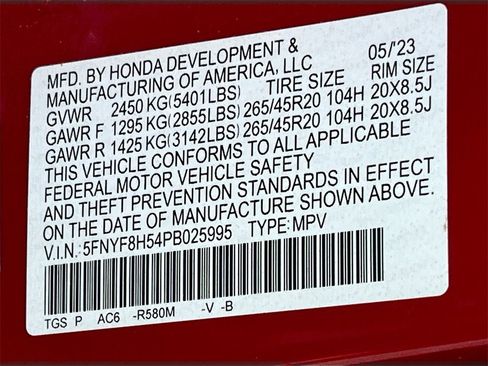 MFD. BY HONDA DEVELOPMENT &
MANUFACTURING OF AMERICA, LLC 05/'23
GVWR 2450 KG(5401LBS) TIRE SIZE RIM SIZE
GAWR F 1295 KG(2855LBS) 265/45R20 104H 20X8.5J
GAWR R 1425 KG(3142LBS) 265/45R20 104H 20X8.5J
THIS VEHICLE CONFORMS TO ALL APPLICABLE
FEDERAL MOTOR VEHICLE SAFETY
AND THEFT PREVENTION STANDARDS IN EFFECT
ON THE DATE OF MANUFACTURE SHOWN ABOVE.
V.I.N.:5FNYF8H54PB025995 TYPE:MPV
TGS P AC6 -R580M -V -B